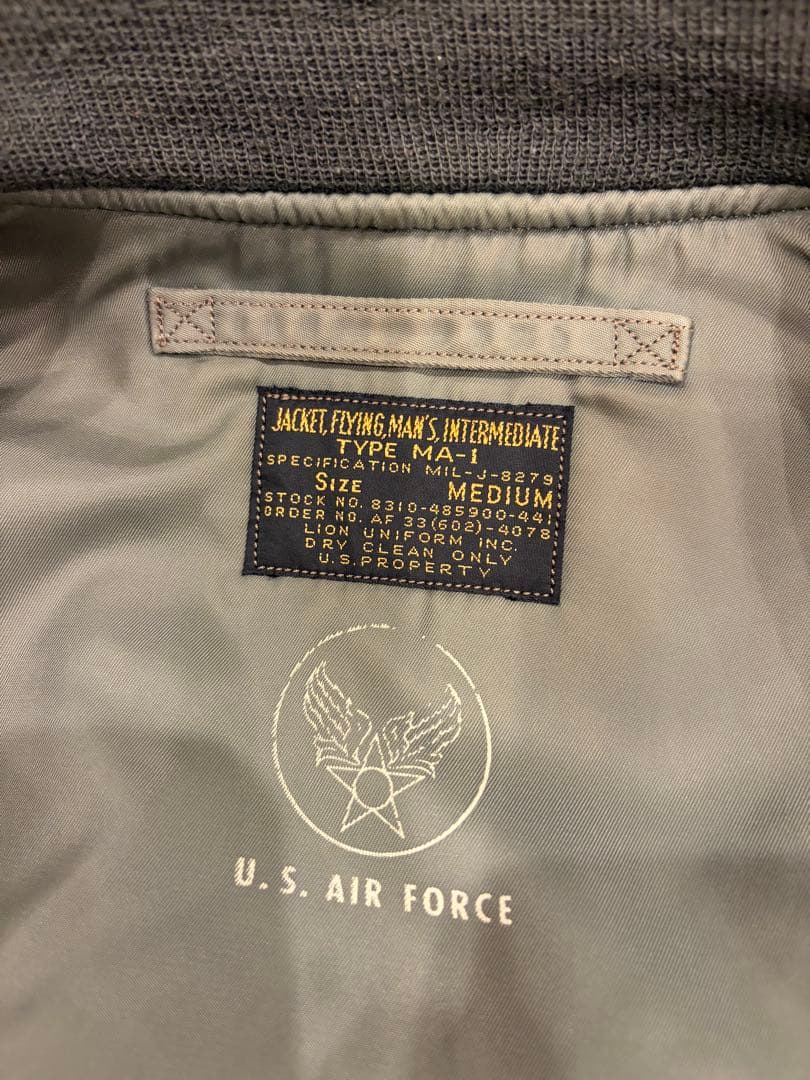 JACKET, FLYING, MAN'S, INTERMEDIATE
TYPE MA-1
SPECIFICATION MIL-J-8279
SIZE MEDIUM
STOCK NO. 8310-485900-441
ORDER NO. AF 33(602)-4078
LION UNIFORM INC.
DRY CLEAN ONLY
U.S. PROPERTY
U. S. AIR FORCE